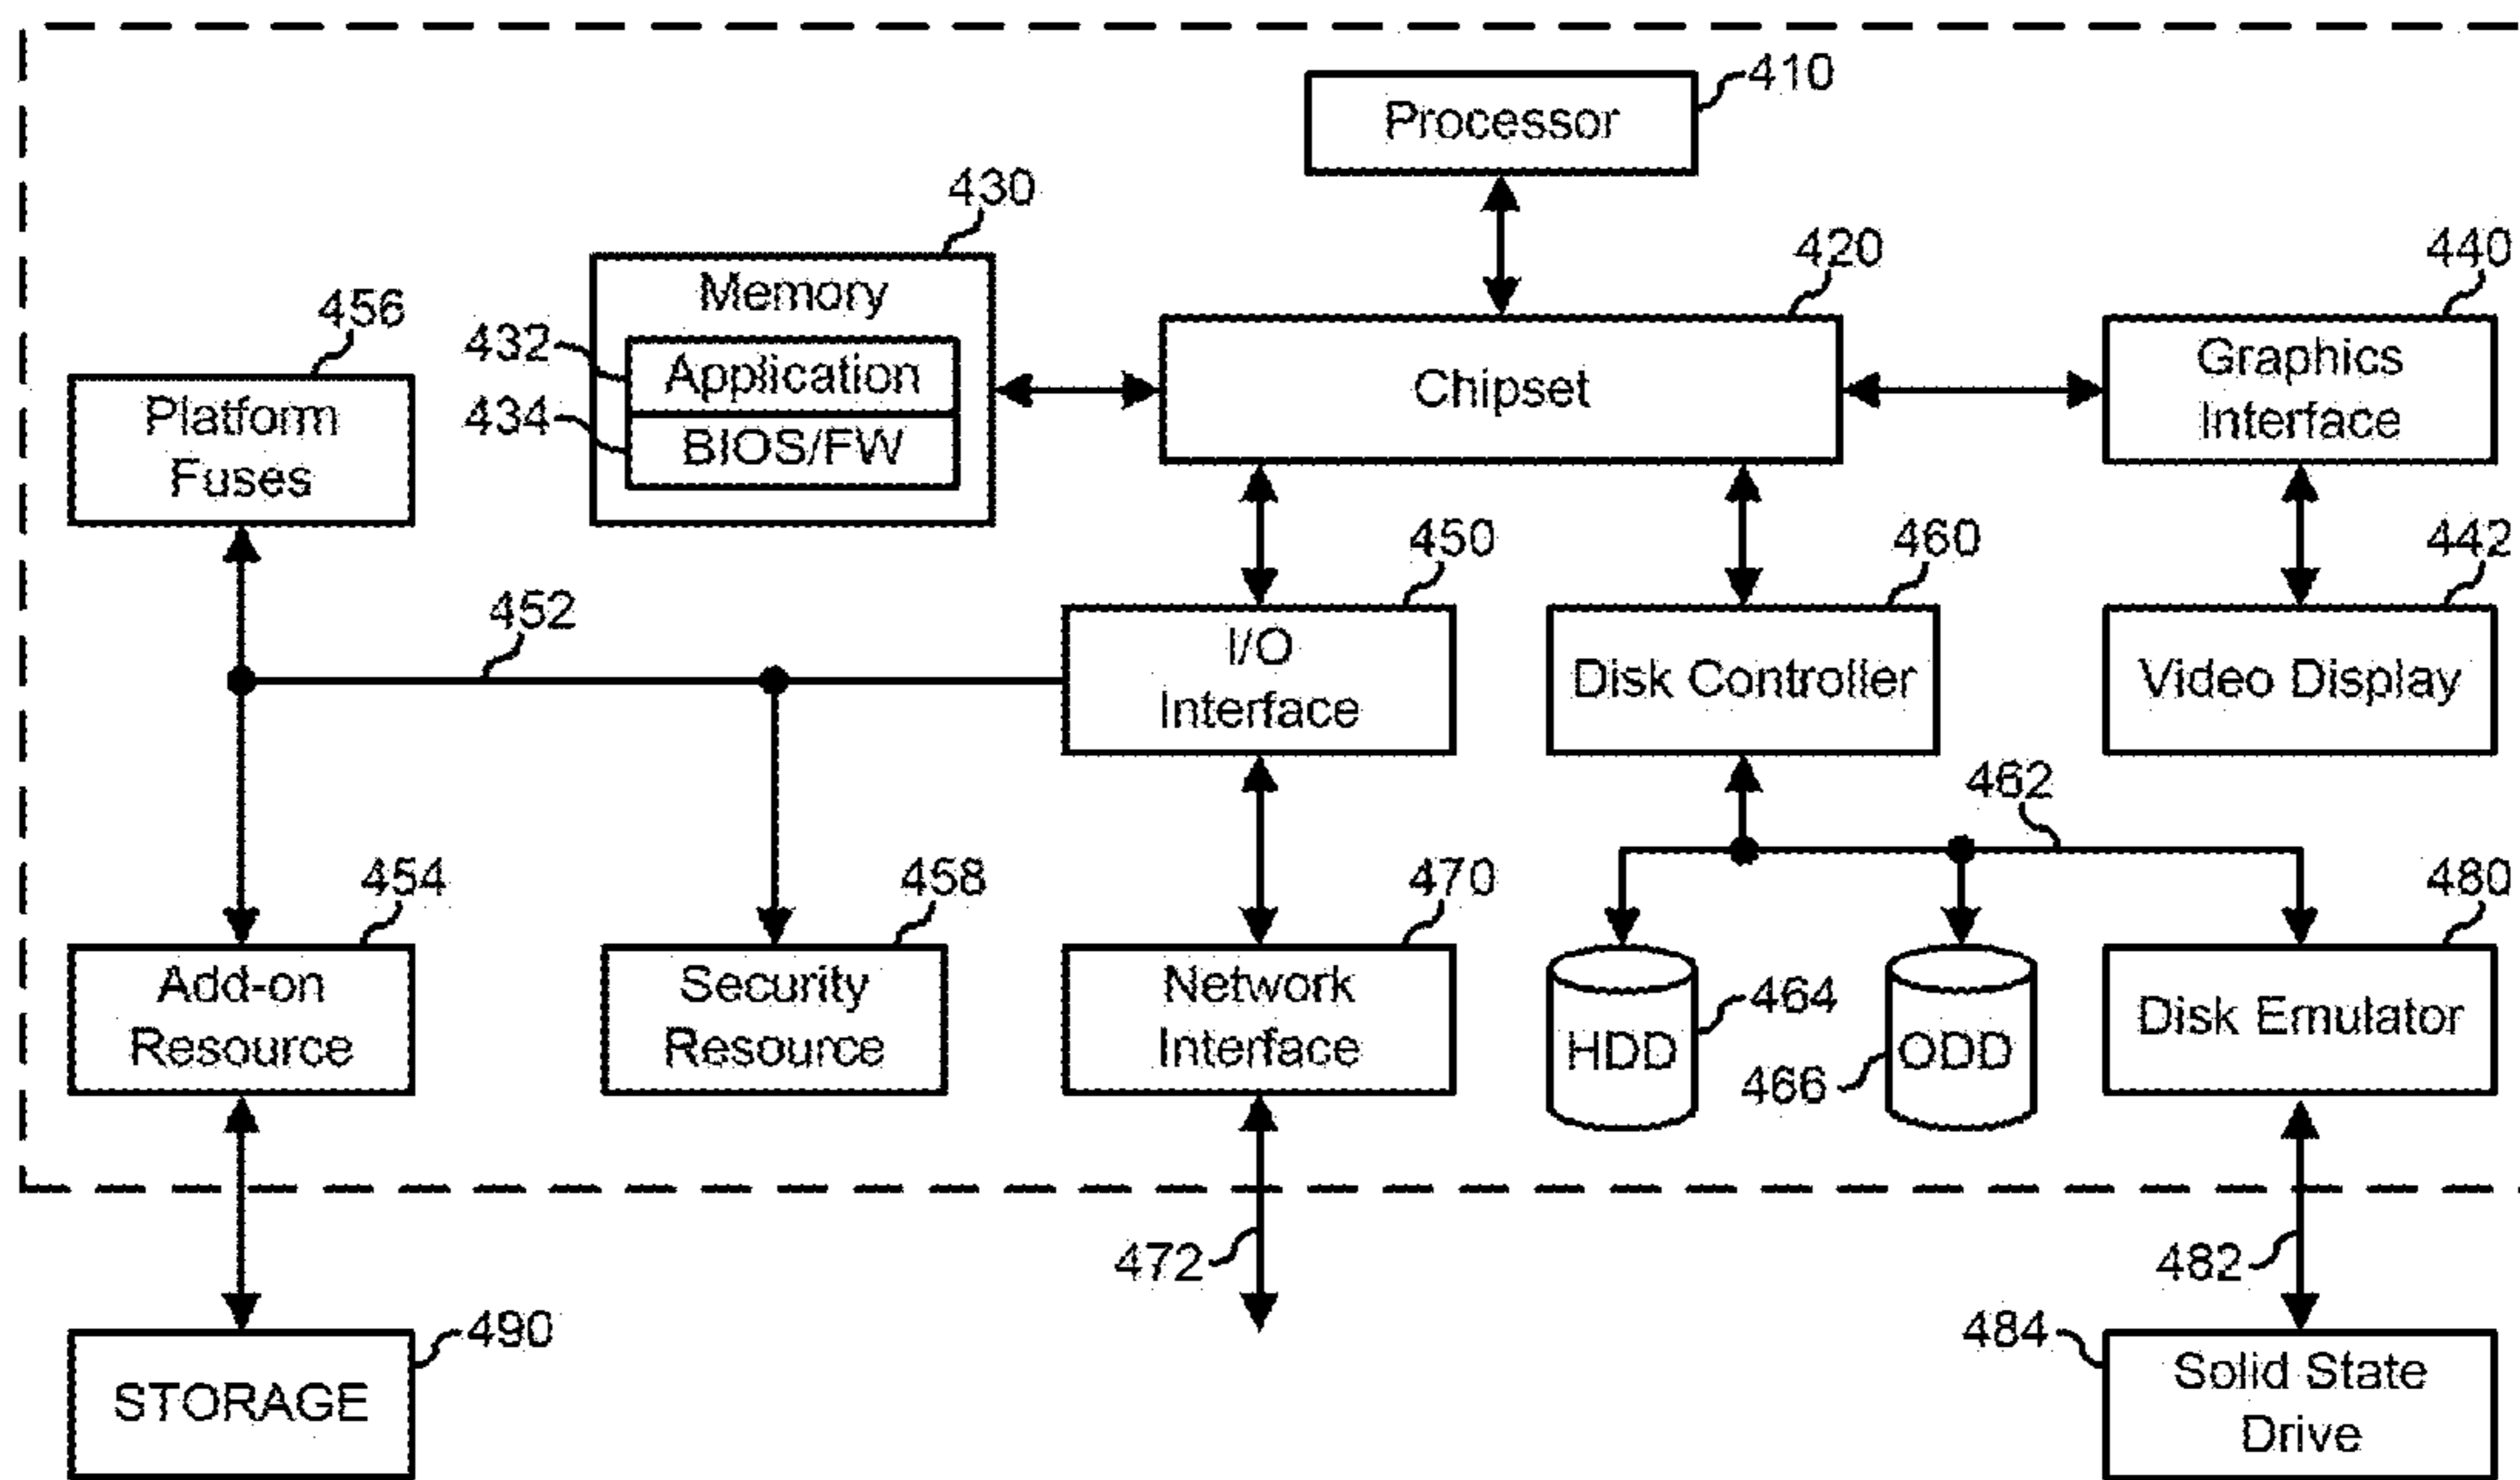 410
Processor
430
420
440
456
Memory
432
Application
Chipset
Graphics
Interface
Platform
Fuses
434
BIOS/FW
450
460
442
452
I/O
Interface
Disk Controller
Video Display
462
454
458
470
480
Add-on
Resource
Security
Resource
Network
Interface
464
HDD
466
ODD
Disk Emulator
472
482
490
484
STORAGE
Solid State
Drive